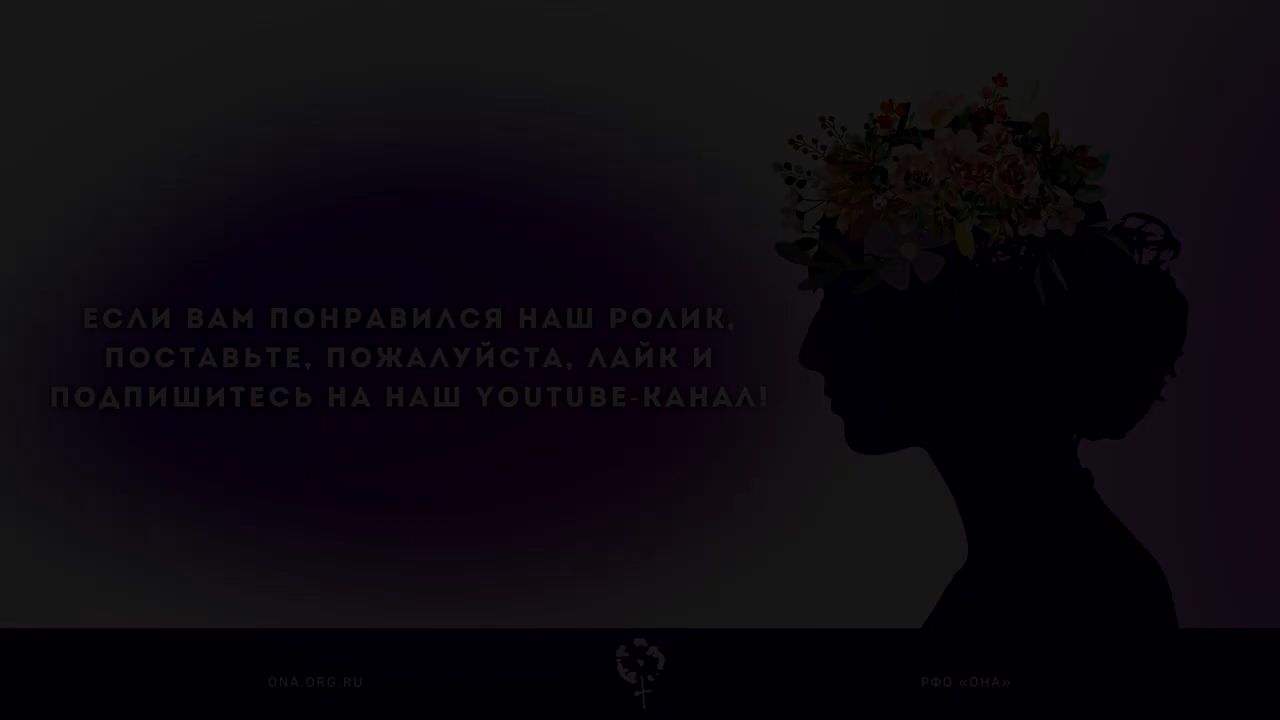 ЕСЛИ ВАМ ПОНРАВИЛСЯ НАШ РОЛИК,
ПОСТАВЬТЕ, ПОЖАЛУЙСТА, ЛАЙК И
ПОДПИШИТЕСЬ НА НАШ YOUTUBE-КАНАЛ!
ONA.ORG.RU
РФО «ОНА»